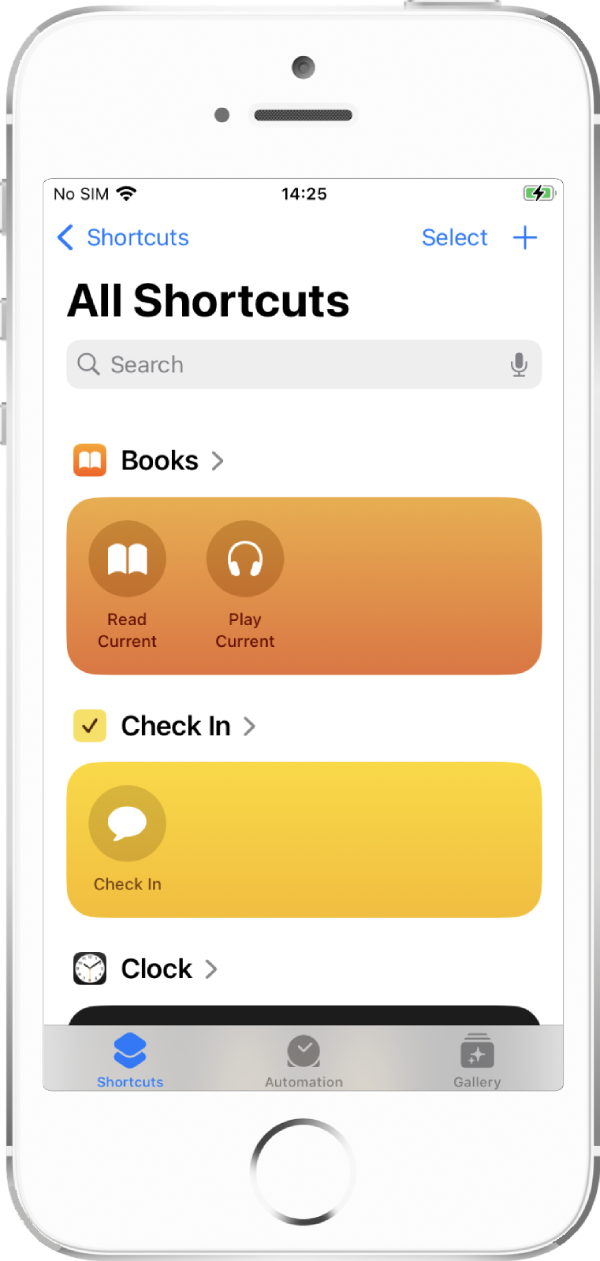 No SIM 14:25
Shortcuts Select
All Shortcuts
Search
Books
Read Current
Play Current
Check In
Check In
Clock
Shortcuts Automation Gallery